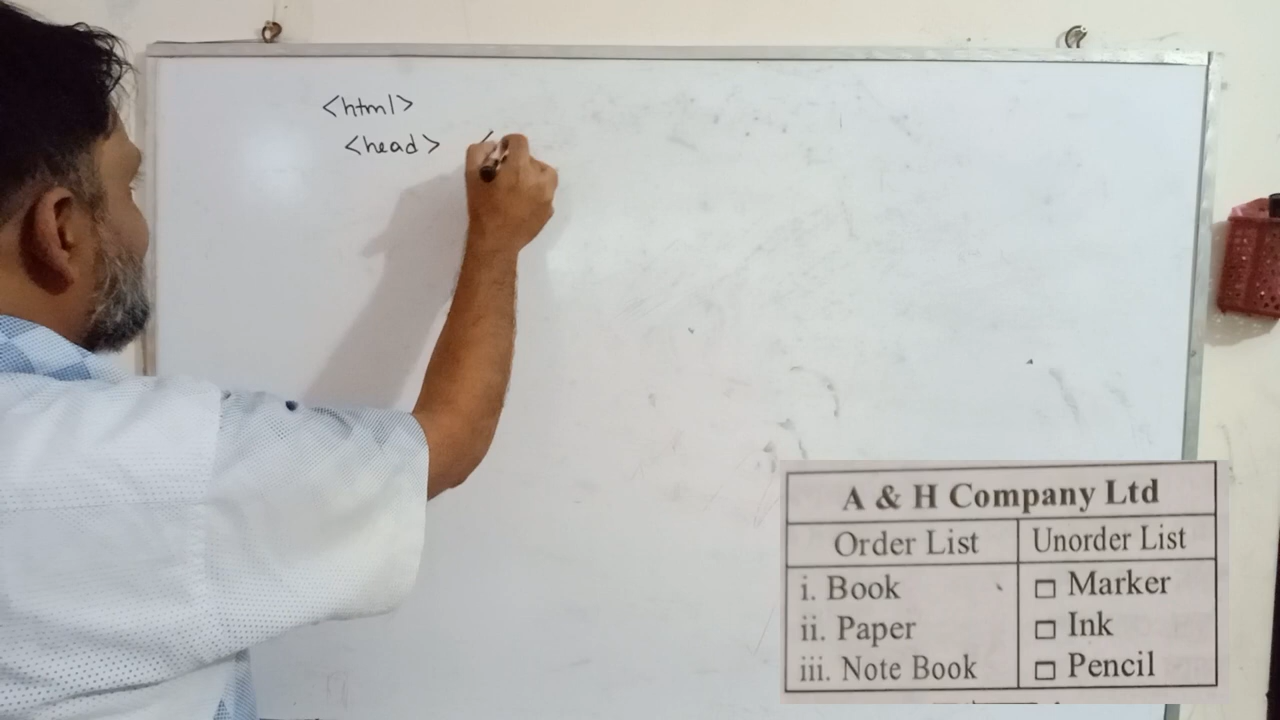 <html>
<head> <
A & H Company Ltd
Order List Unorder List
i. Book □ Marker
ii. Paper □ Ink
iii. Note Book □ Pencil